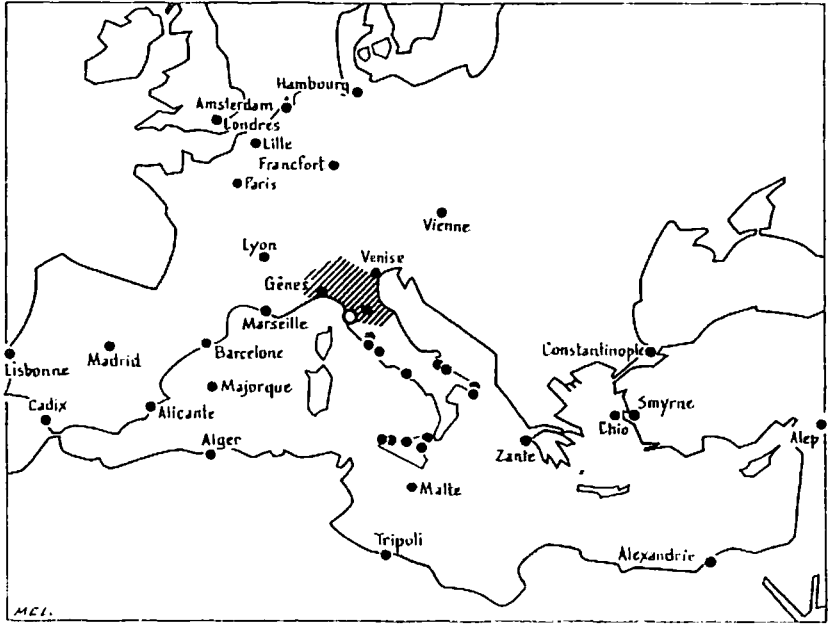 Hambourg
Amsterdam
Londres
Lille
Francfort
Paris
Vienne
Lyon
Venise
Gênes
Marseille
Constantinople
Lisbonne
Madrid
Barcelone
Majorque
Smyrne
Cadix
Alicante
Chio
Alep
Alger
Zante
Malte
Tripoli
Alexandrie
MCI.